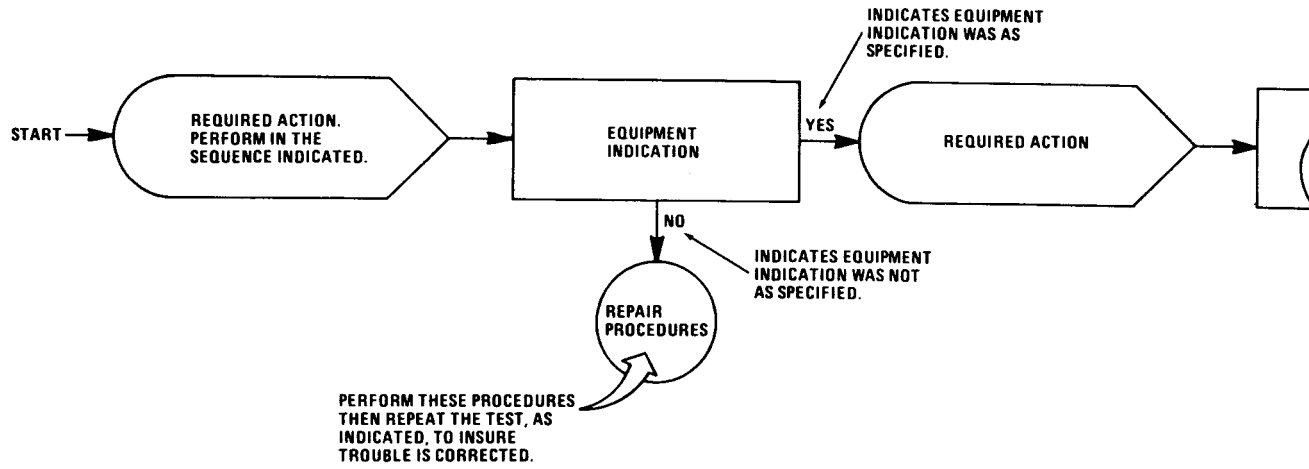 INDICATES EQUIPMENT
INDICATION WAS AS
SPECIFIED.
START
REQUIRED ACTION.
PERFORM IN THE
SEQUENCE INDICATED.
EQUIPMENT
INDICATION
YES
REQUIRED ACTION
NO
INDICATES EQUIPMENT
INDICATION WAS NOT
AS SPECIFIED.
REPAIR
PROCEDURES
PERFORM THESE PROCEDURES
THEN REPEAT THE TEST, AS
INDICATED, TO INSURE
TROUBLE IS CORRECTED.